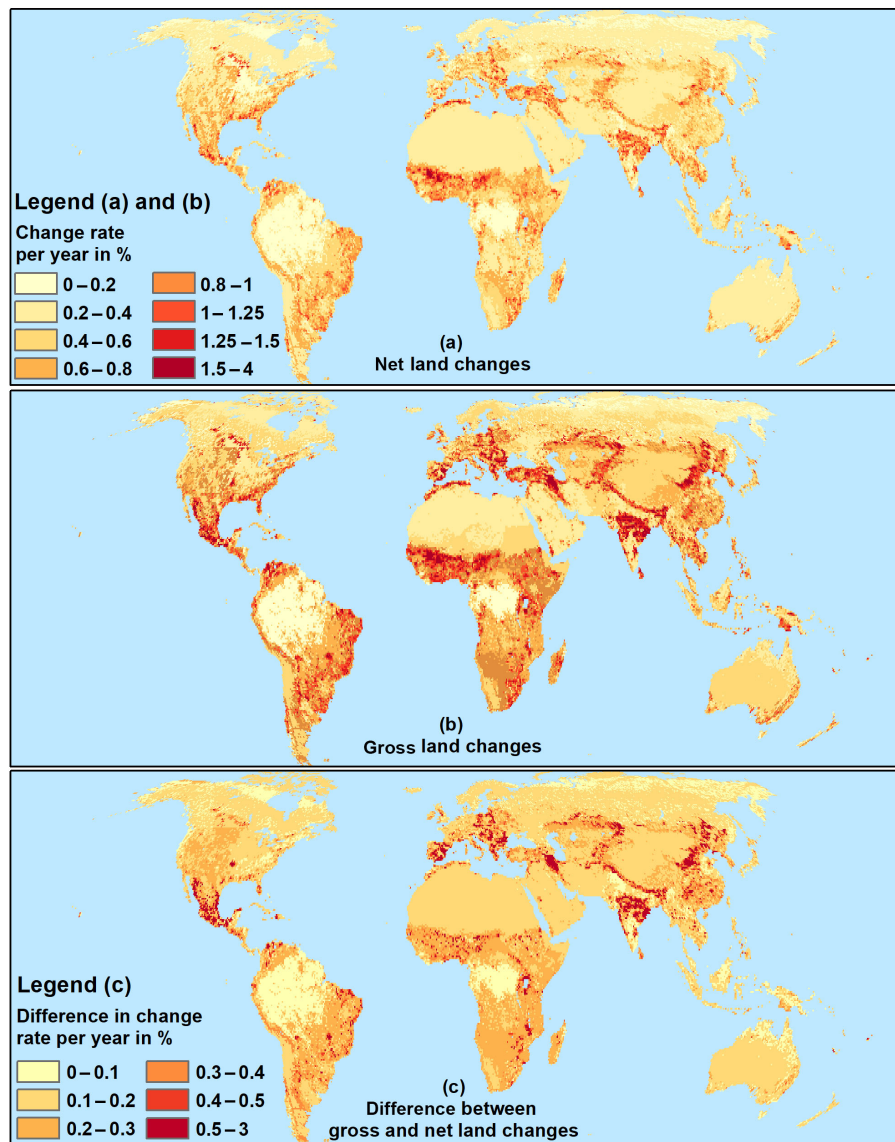 Legend (a) and (b)
Change rate
per year in %
0 – 0.2
0.8 – 1
0.2 – 0.4
1 – 1.25
0.4 – 0.6
1.25 – 1.5
0.6 – 0.8
1.5 – 4
(a)
Net land changes
(b)
Gross land changes
Legend (c)
Difference in change
rate per year in %
0 – 0.1
0.3 – 0.4
0.1 – 0.2
0.4 – 0.5
0.2 – 0.3
0.5 – 3
(c)
Difference between
gross and net land changes